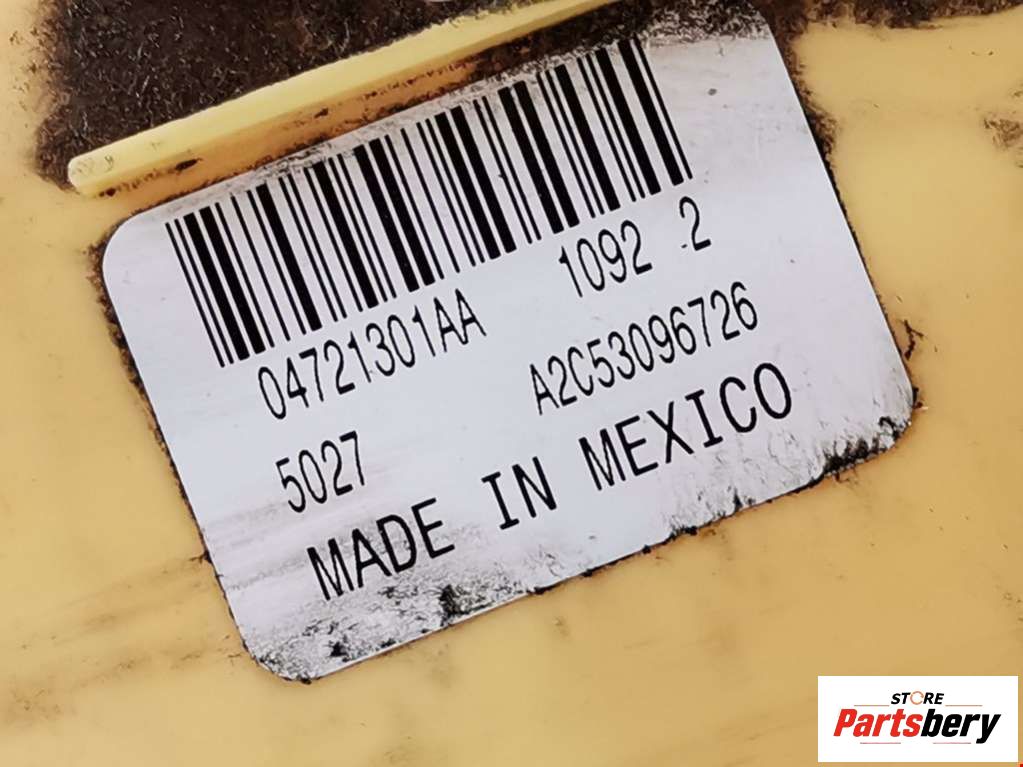 04721301AA 1092 2
5027 A2C53096726
MADE IN MEXICO
STORE
Partsbery